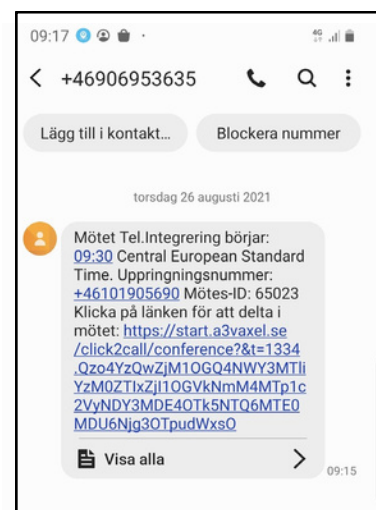 09:17
4G
+46906953635
Lägg till i kontakt...
Blockera nummer
torsdag 26 augusti 2021
Mötet Tel.Integrering börjar:
09:30 Central European Standard
Time. Uppringningsnummer:
+46101905690 Mötes-ID: 65023
Klicka på länken för att delta i
mötet: https://start.a3vaxel.se
/click2call/conference?&t=1334
.Qzo4YzQwZjM1OGQ4NWY3MTli
YzM0ZTIxZjI1OGVkNmM4MTp1c
2VyNDY3MDE4OTk5NTQ6MTE0
MDU6Njg3OTpudWxsO
Visa alla
09:15